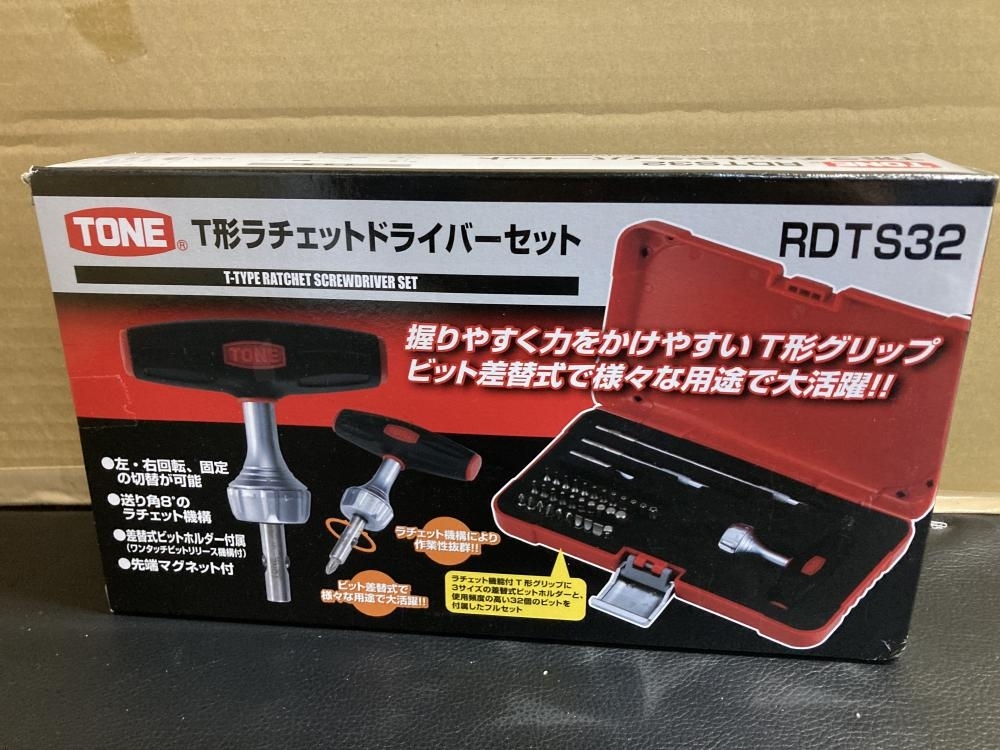 RDTS32
TONE
TONE®
T形ラチェットドライバーセット
T-TYPE RATCHET SCREWDRIVER SET
RDTS32
握りやすく力をかけやすい T形グリップ
ビット差替式で様々な用途で大活躍!!
TONE
TONE
●左・右回転、固定
の切替が可能
●送り角8°の
ラチェット機構
●差替式ビットホルダー付属
(ワンタッチビットリリース機構付)
●先端マグネット付
ラチェット機構により
作業性抜群!!
ビット差替式で
様々な用途で大活躍!!
ラチェット機能付 T 形グリップに
3サイズの差替式ビットホルダーと、
使用頻度の高い32個のビットを
付属したフルセット